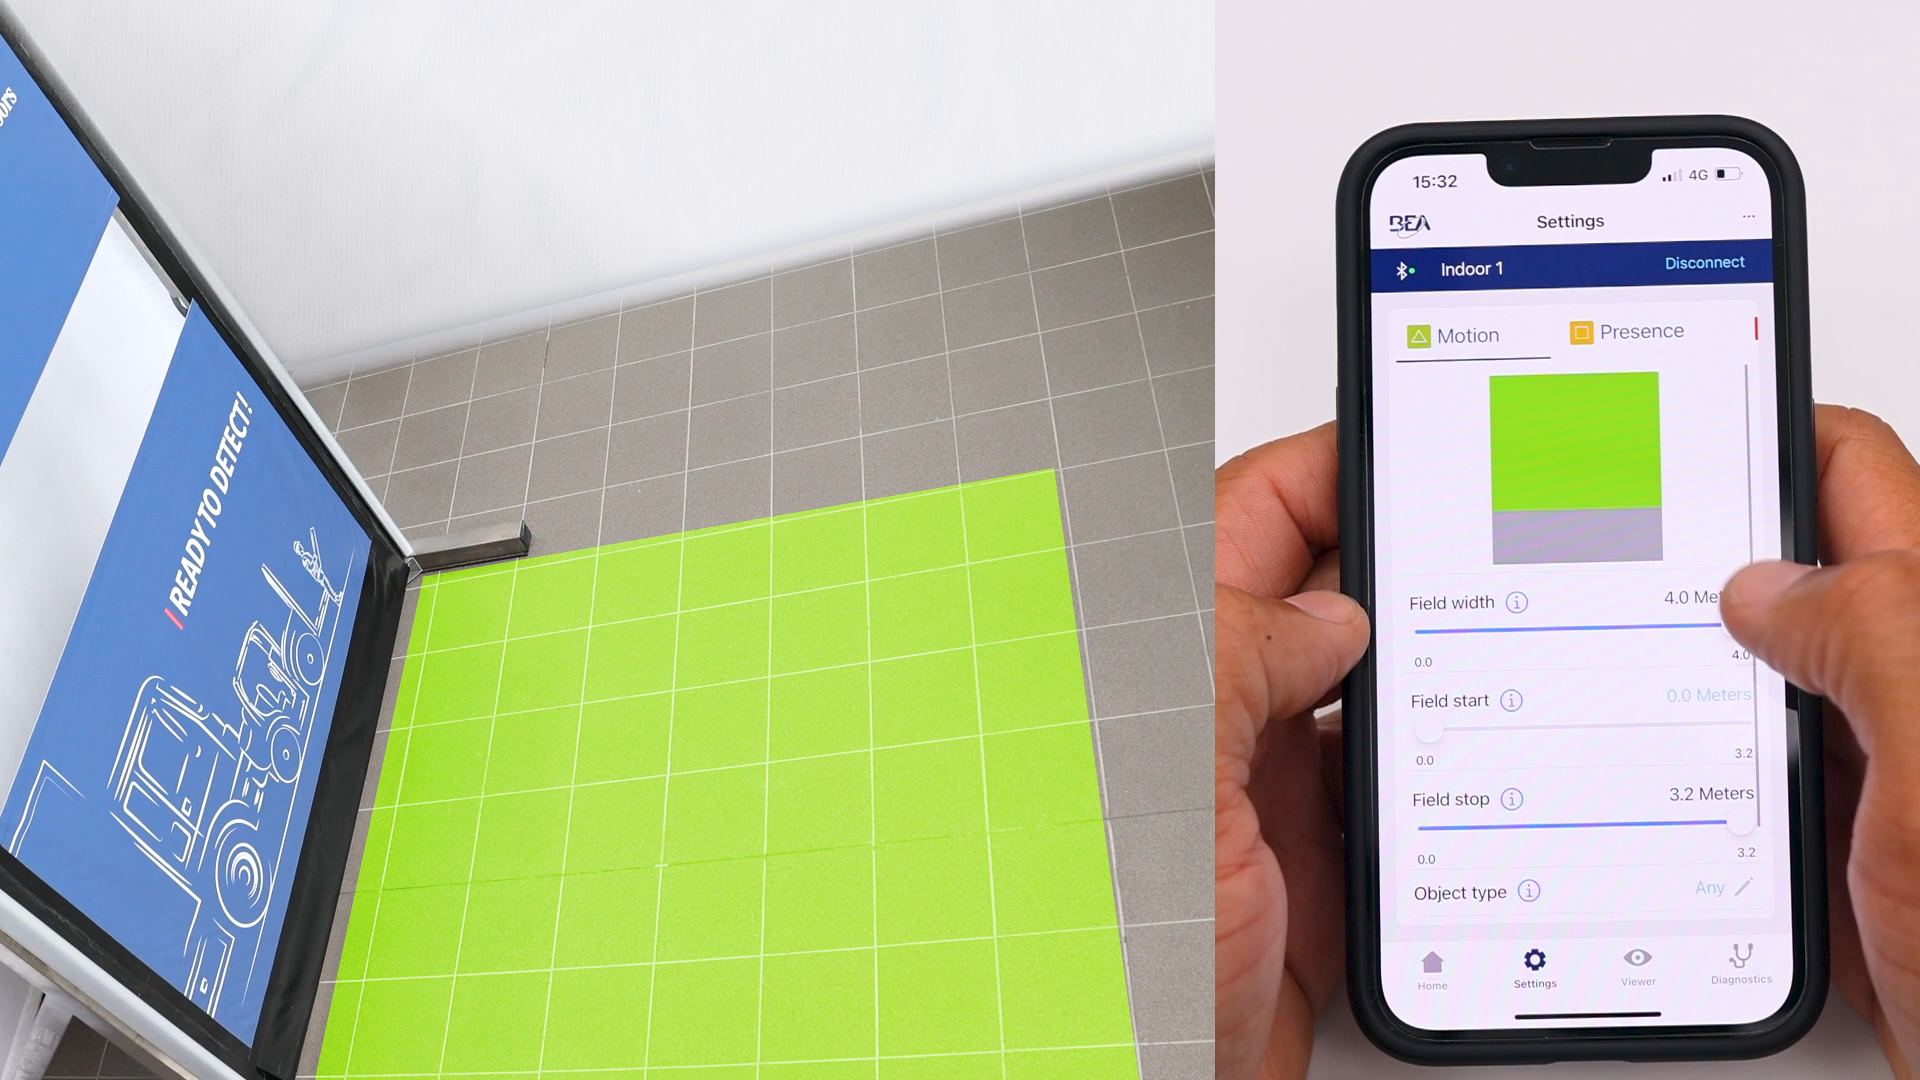 ors
/ READY TO DETECT!
15:32
4G
BEA
Settings
...
Indoor 1
Disconnect
Motion
Presence
Field width
4.0 Met
0.0
4.0
Field start
0.0 Meters
0.0
3.2
Field stop
3.2 Meters
0.0
3.2
Object type
Any
Home
Settings
Viewer
Diagnostics